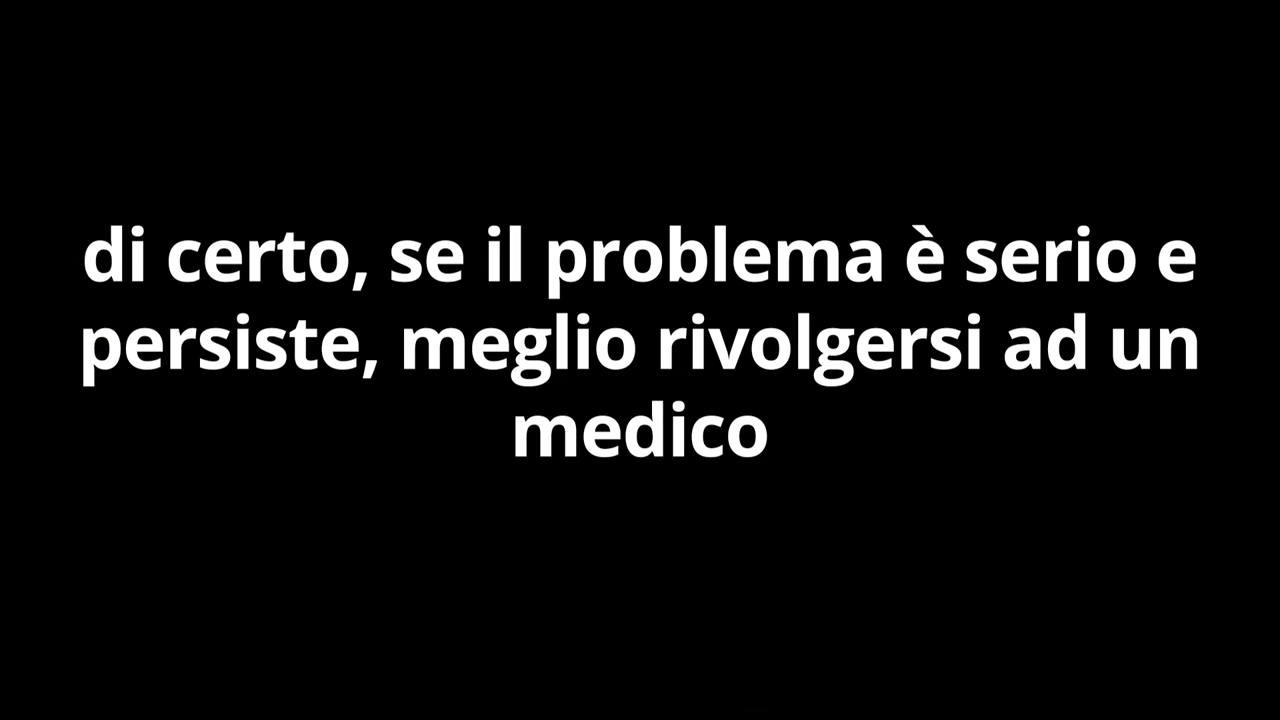 di certo, se il problema è serio e
persiste, meglio rivolgersi ad un
medico